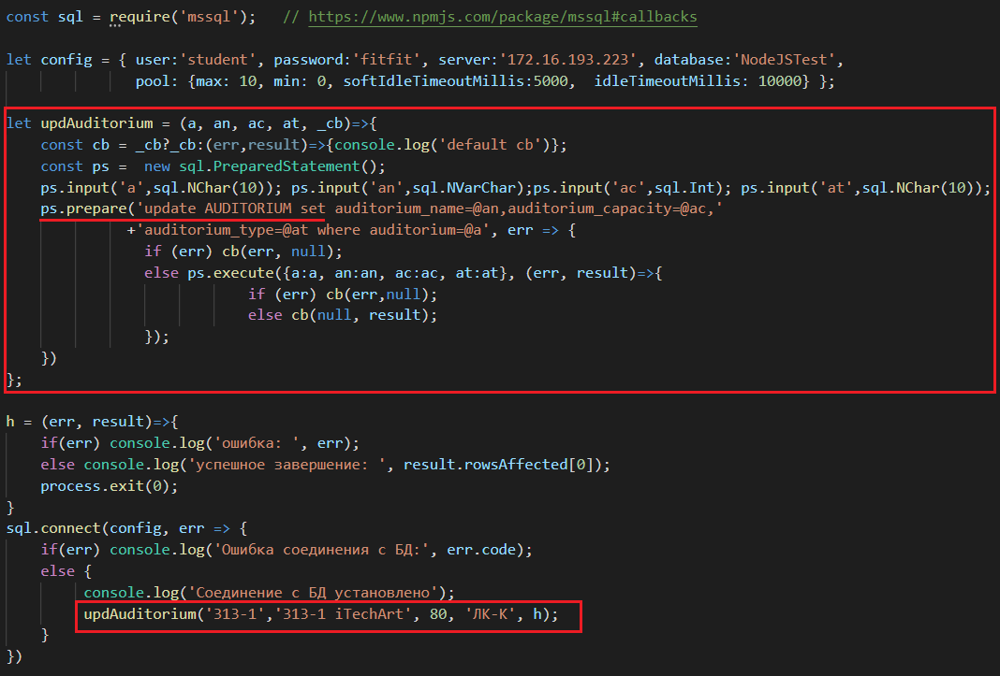 const sql = require('mssql');   // https://www.npmjs.com/package/mssql#callbacks
let config = { user:'student', password:'fitfit', server:'172.16.193.223', database:'NodeJSTest',
               pool: {max: 10, min: 0, softIdleTimeoutMillis:5000,  idleTimeoutMillis: 10000} };
let updAuditorium = (a, an, ac, at, _cb)=>{
    const cb = _cb?_cb:(err,result)=>{console.log('default cb')};
    const ps =  new sql.PreparedStatement();
    ps.input('a',sql.NChar(10)); ps.input('an',sql.NVarChar);ps.input('ac',sql.Int); ps.input('at',sql.NChar(10));
    ps.prepare('update AUDITORIUM set auditorium_name=@an,auditorium_capacity=@ac,'
              +'auditorium_type=@at where auditorium=@a', err => {
                if (err) cb(err, null);
                else ps.execute({a:a, an:an, ac:ac, at:at}, (err, result)=>{
                            if (err) cb(err,null);
                            else cb(null, result);
                });
    })
};
h = (err, result)=>{
    if(err) console.log('ошибка: ', err);
    else console.log('успешное завершение: ', result.rowsAffected[0]);
    process.exit(0);
}
sql.connect(config, err => {
    if(err) console.log('Ошибка соединения с БД:', err.code);
    else {
         console.log('Соединение с БД установлено');
         updAuditorium('313-1','313-1 iTechArt', 80, 'ЛК-К', h);
    }
})